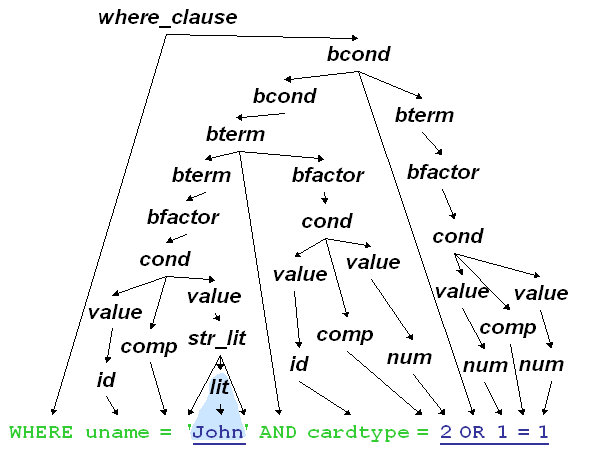 where_clause
bcond
bcond
bterm
bterm
bterm bfactor
bfactor
bfactor
cond
cond
cond
value value
value
value value
value
comp
comp
str_lit
comp
id num
num num
id
lit
WHERE uname = 'John' AND cardtype = 2 OR 1 = 1